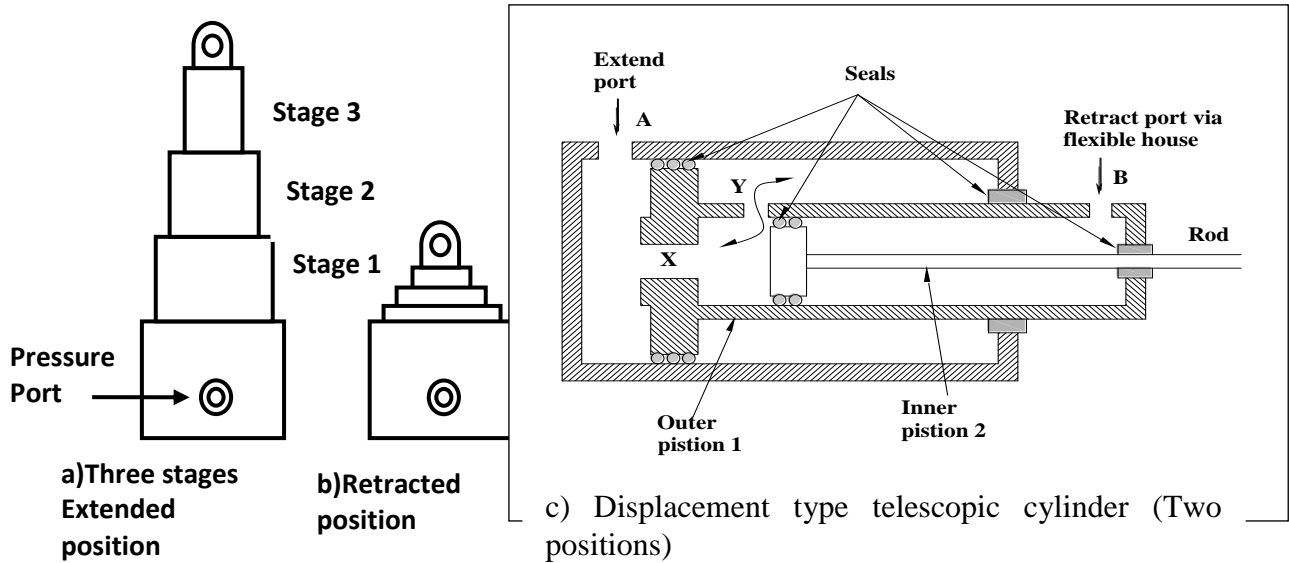 Stage 3
Stage 2
Stage 1
Pressure
Port
a)Three stages
Extended
position
b)Retracted
position
Extend
port
A
Seals
Retract port via
flexible house
B
Y
X
Rod
Outer
pistion 1
Inner
pistion 2
c) Displacement type telescopic cylinder (Two
positions)